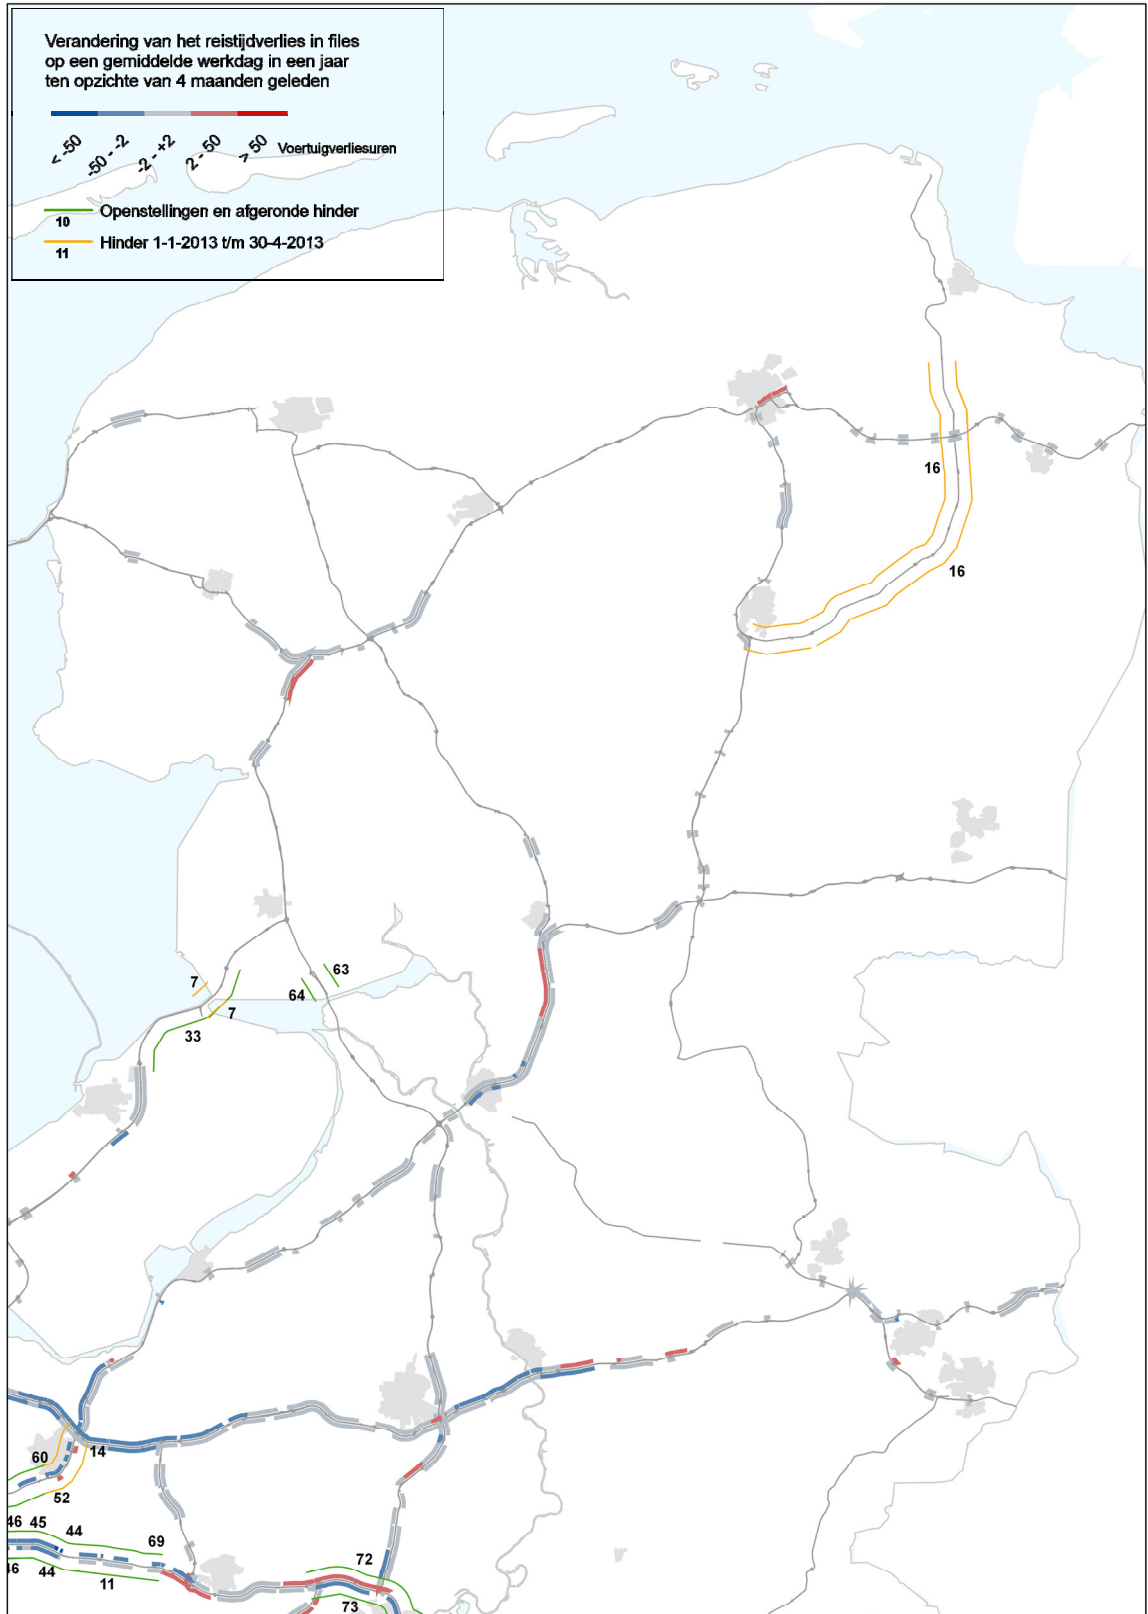 Verandering van het reistijdverlies in files
op een gemiddelde werkdag in een jaar
ten opzichte van 4 maanden geleden
< -50
-50 - -2
-2 - +2
2 - 50
> 50
Voertuigverliesuren
10
Openstellingen en afgeronde hinder
11
Hinder 1-1-2013 t/m 30-4-2013
16
16
63
7
64
7
33
60
14
52
46
45
44
69
46
44
11
72
73